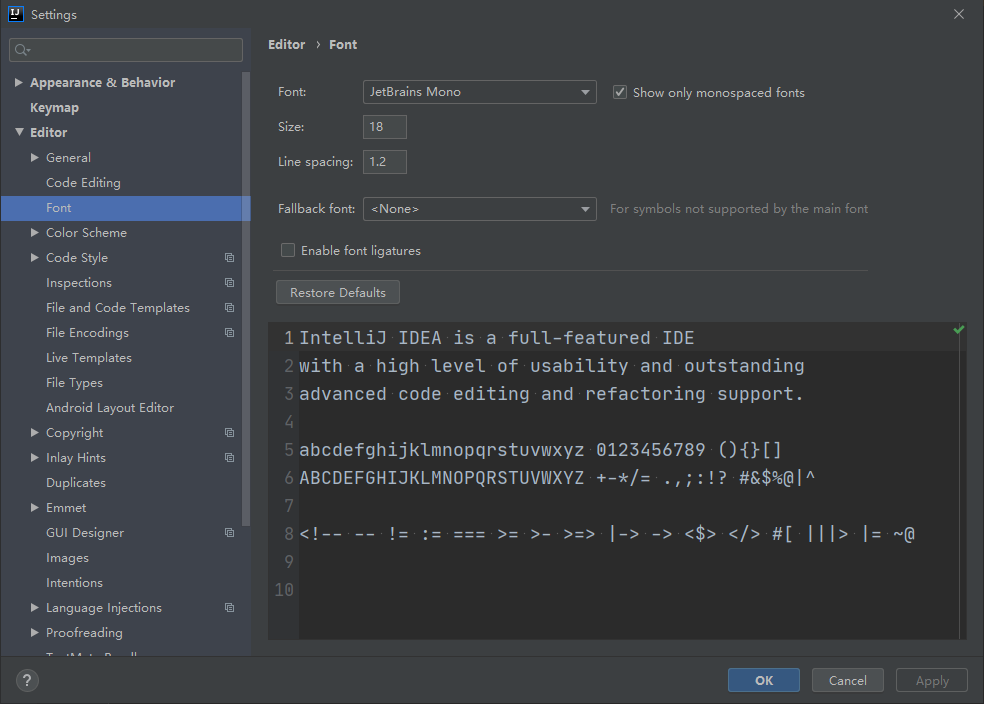 Settings
Appearance & Behavior
Keymap
Editor
General
Code Editing
Font
Color Scheme
Code Style
Inspections
File and Code Templates
File Encodings
Live Templates
File Types
Android Layout Editor
Copyright
Inlay Hints
Duplicates
Emmet
GUI Designer
Images
Intentions
Language Injections
Proofreading
Editor › Font
Font: JetBrains Mono Show only monospaced fonts
Size: 18
Line spacing: 1.2
Fallback font: <None> For symbols not supported by the main font
Enable font ligatures
Restore Defaults
1 IntelliJ IDEA is a full-featured IDE
2 with a high level of usability and outstanding
3 advanced code editing and refactoring support.
4
5 abcdefghijklmnopqrstuvwxyz 0123456789 (){}[]
6 ABCDEFGHIJKLMNOPQRSTUVWXYZ +-*/= .,;:!? #&$%@|^
7
8 <!-- -- != := === >= >- >=> |-> -> <$> </> #[ |||> |= ~@
9
10
? OK Cancel Apply